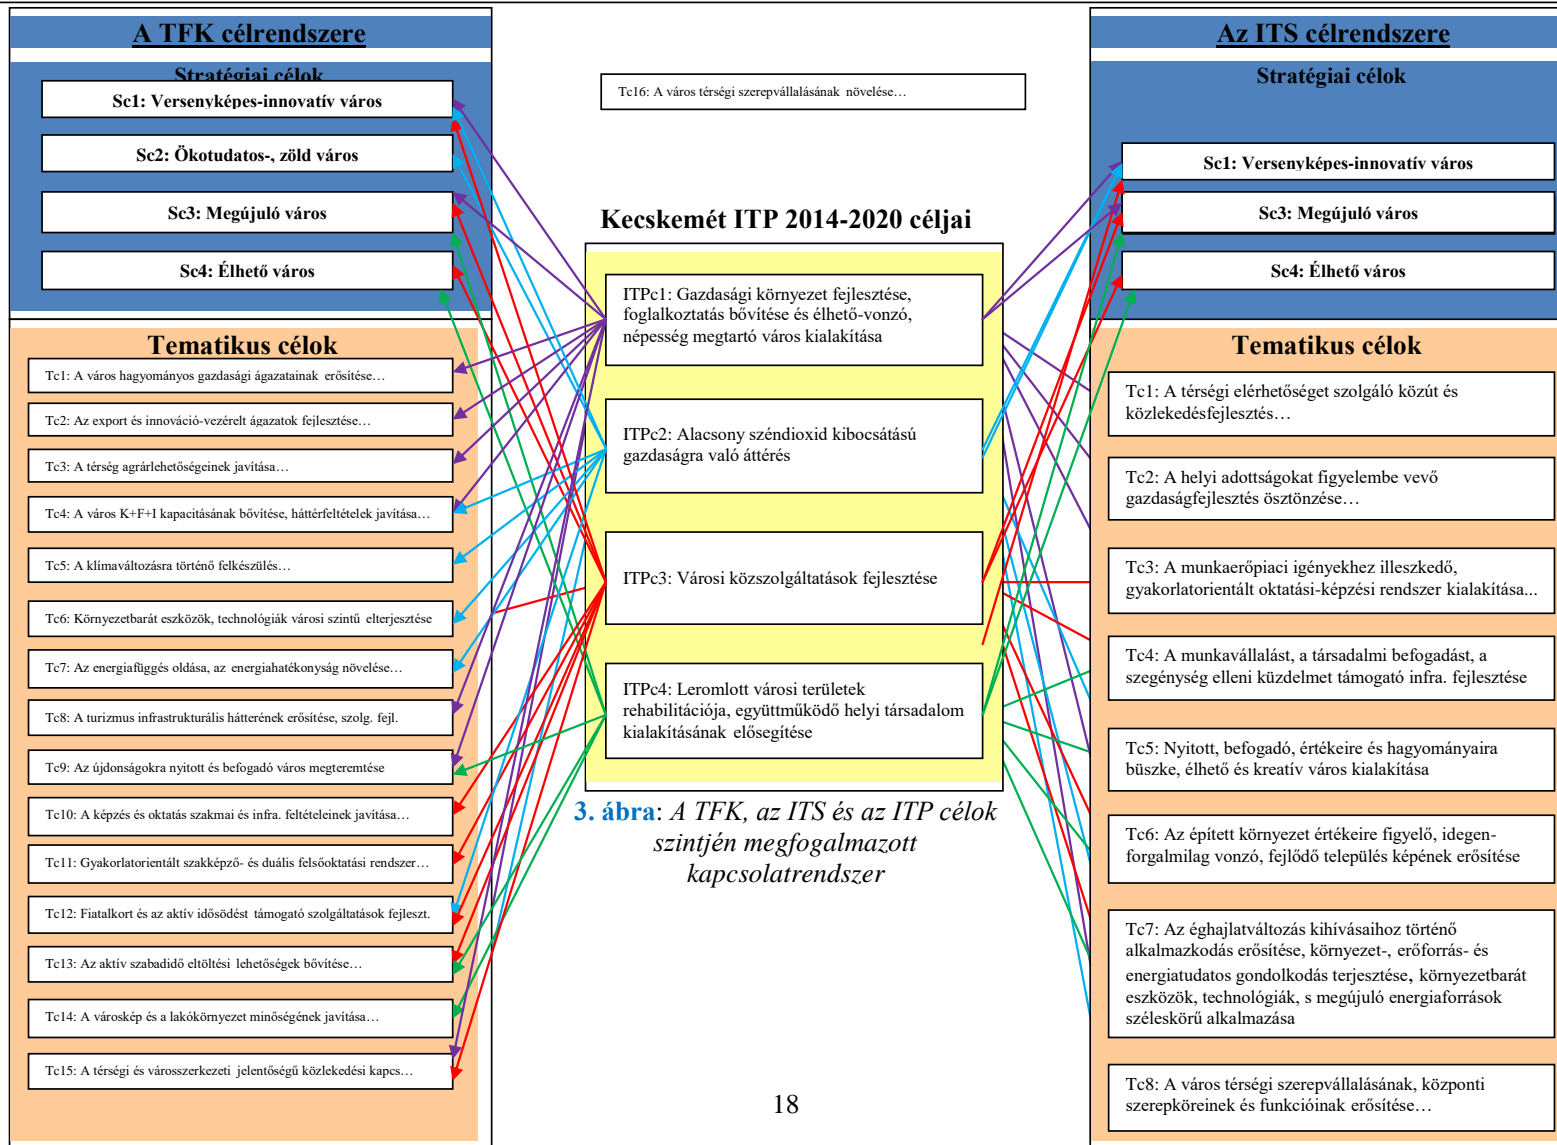 A TFK célrendszere
Stratégiai célok
Sc1: Versenyképes-innovatív város
Sc2: Ökotudatos-, zöld város
Sc3: Megújuló város
Sc4: Élhető város
Tematikus célok
Tc1: A város hagyományos gazdasági ágazatainak erősítése…
Tc2: Az export és innováció-vezérelt ágazatok fejlesztése…
Tc3: A térség agrárlehetőségeinek javítása…
Tc4: A város K+F+I kapacitásának bővítése, háttérfeltételek javítása…
Tc5: A klímaváltozásra történő felkészülés…
Tc6: Környezetbarát eszközök, technológiák városi szintű elterjesztése
Tc7: Az energiafüggés oldása, az energiahatékonyság növelése…
Tc8: A turizmus infrastrukturális hátterének erősítése, szolg. fejl.
Tc9: Az újdonságokra nyitott és befogadó város megteremtése
Tc10: A képzés és oktatás szakmai és infra. feltételeinek javítása…
Tc11: Gyakorlatorientált szakképző- és duális felsőoktatási rendszer…
Tc12: Fiatalkort és az aktív idősödést támogató szolgáltatások fejleszt.
Tc13: Az aktív szabadidő eltöltési lehetőségek bővítése…
Tc14: A városkép és a lakókörnyezet minőségének javítása…
Tc15: A térségi és városszerkezeti jelentőségű közlekedési kapcs…
Tc16: A város térségi szerepvállalásának növelése…
Kecskemét ITP 2014-2020 céljai
ITPc1: Gazdasági környezet fejlesztése,
foglalkoztatás bővítése és élhető-vonzó,
népesség megtartó város kialakítása
ITPc2: Alacsony széndioxid kibocsátású
gazdaságra való áttérés
ITPc3: Városi közszolgáltatások fejlesztése
ITPc4: Leromlott városi területek
rehabilitációja, együttműködő helyi társadalom
kialakításának elősegítése
3. ábra: A TFK, az ITS és az ITP célok
szintjén megfogalmazott
kapcsolatrendszer
18
Az ITS célrendszere
Stratégiai célok
Sc1: Versenyképes-innovatív város
Sc3: Megújuló város
Sc4: Élhető város
Tematikus célok
Tc1: A térségi elérhetőséget szolgáló közút és
közlekedésfejlesztés…
Tc2: A helyi adottságokat figyelembe vevő
gazdaságfejlesztés ösztönzése…
Tc3: A munkaerőpiaci igényekhez illeszkedő,
gyakorlatorientált oktatási-képzési rendszer kialakítása...
Tc4: A munkavállalást, a társadalmi befogadást, a
szegénység elleni küzdelmet támogató infra. fejlesztése
Tc5: Nyitott, befogadó, értékeire és hagyományaira
büszke, élhető és kreatív város kialakítása
Tc6: Az épített környezet értékeire figyelő, idegen-
forgalmilag vonzó, fejlődő település képének erősítése
Tc7: Az éghajlatváltozás kihívásaihoz történő
alkalmazkodás erősítése, környezet-, erőforrás- és
energiatudatos gondolkodás terjesztése, környezetbarát
eszközök, technológiák, s megújuló energiaforrások
széleskörű alkalmazása
Tc8: A város térségi szerepvállalásának, központi
szerepköreinek és funkcióinak erősítése…